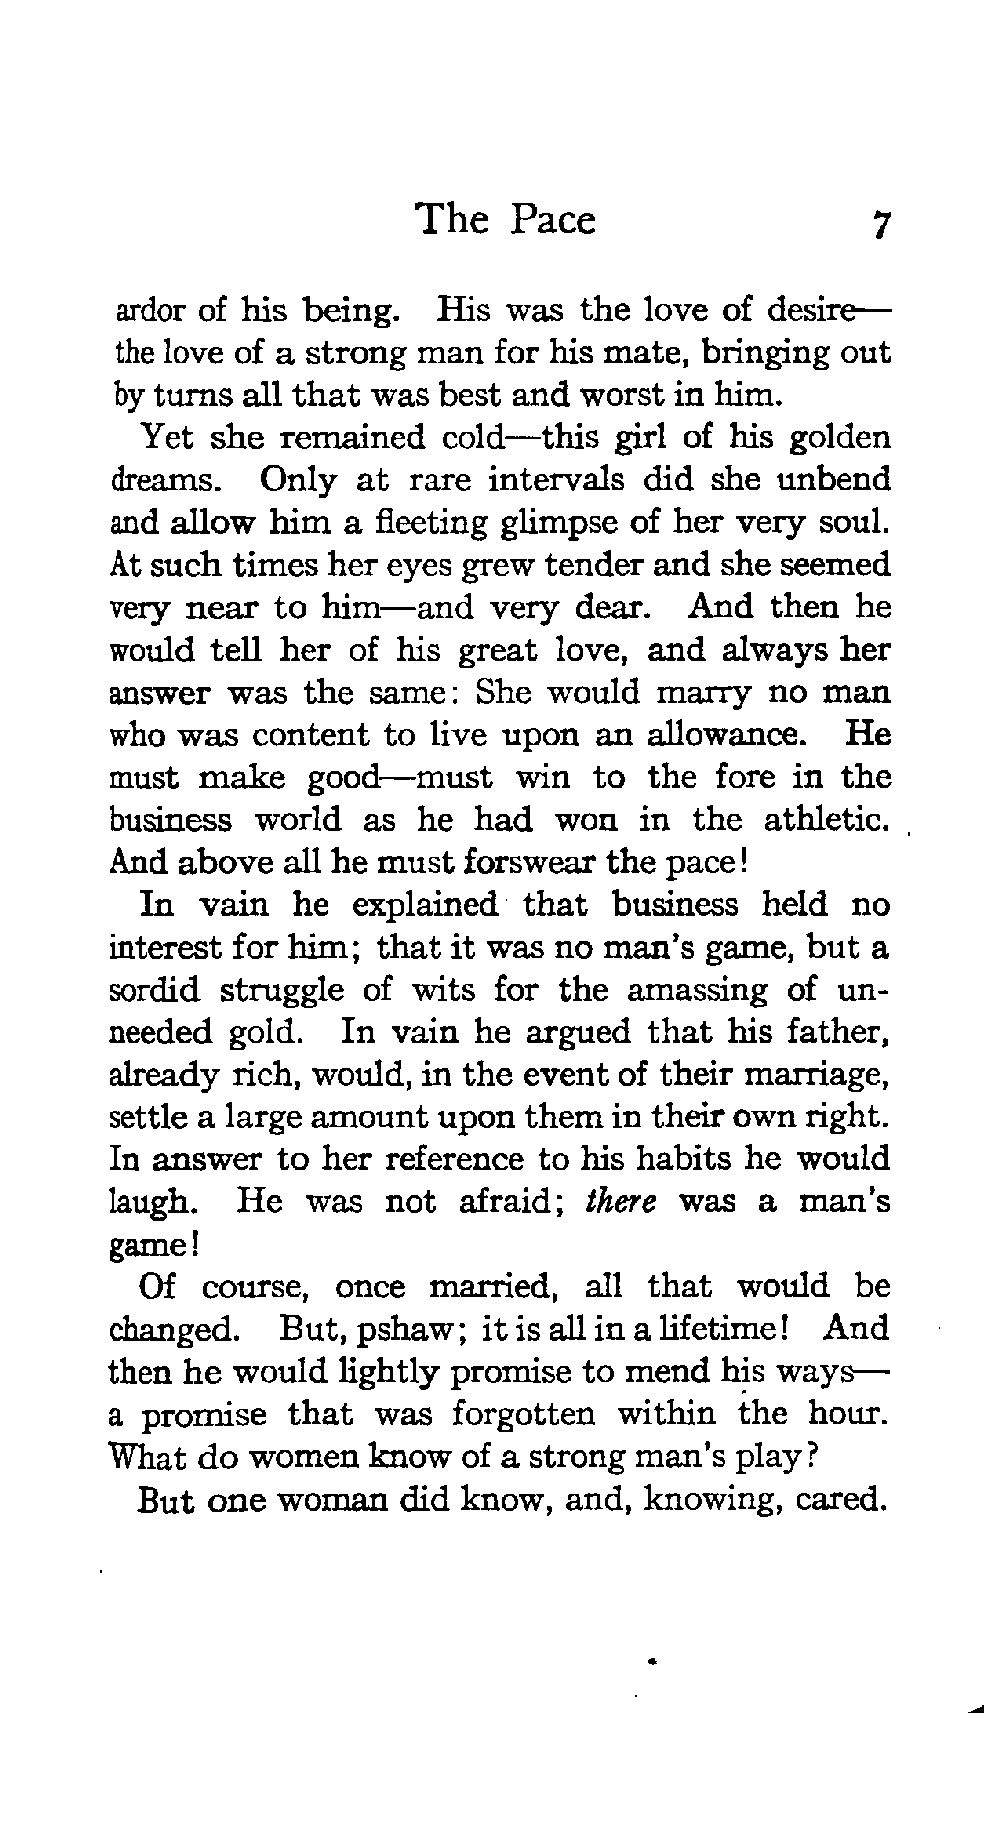 The Pace 7
ardor of his being. His was the love of desire—
the love of a strong man for his mate, bringing out
by turns all that was best and worst in him.
Yet she remained cold—this girl of his golden
dreams. Only at rare intervals did she unbend
and allow him a fleeting glimpse of her very soul.
At such times her eyes grew tender and she seemed
very near to him—and very dear. And then he
would tell her of his great love, and always her
answer was the same: She would marry no man
who was content to live upon an allowance. He
must make good—must win to the fore in the
business world as he had won in the athletic.
And above all he must forswear the pace!
In vain he explained that business held no
interest for him; that it was no man's game, but a
sordid struggle of wits for the amassing of un-
needed gold. In vain he argued that his father,
already rich, would, in the event of their marriage,
settle a large amount upon them in their own right.
In answer to her reference to his habits he would
laugh. He was not afraid; there was a man's
game!
Of course, once married, all that would be
changed. But, pshaw; it is all in a lifetime! And
then he would lightly promise to mend his ways—
a promise that was forgotten within the hour.
What do women know of a strong man's play?
But one woman did know, and, knowing, cared.